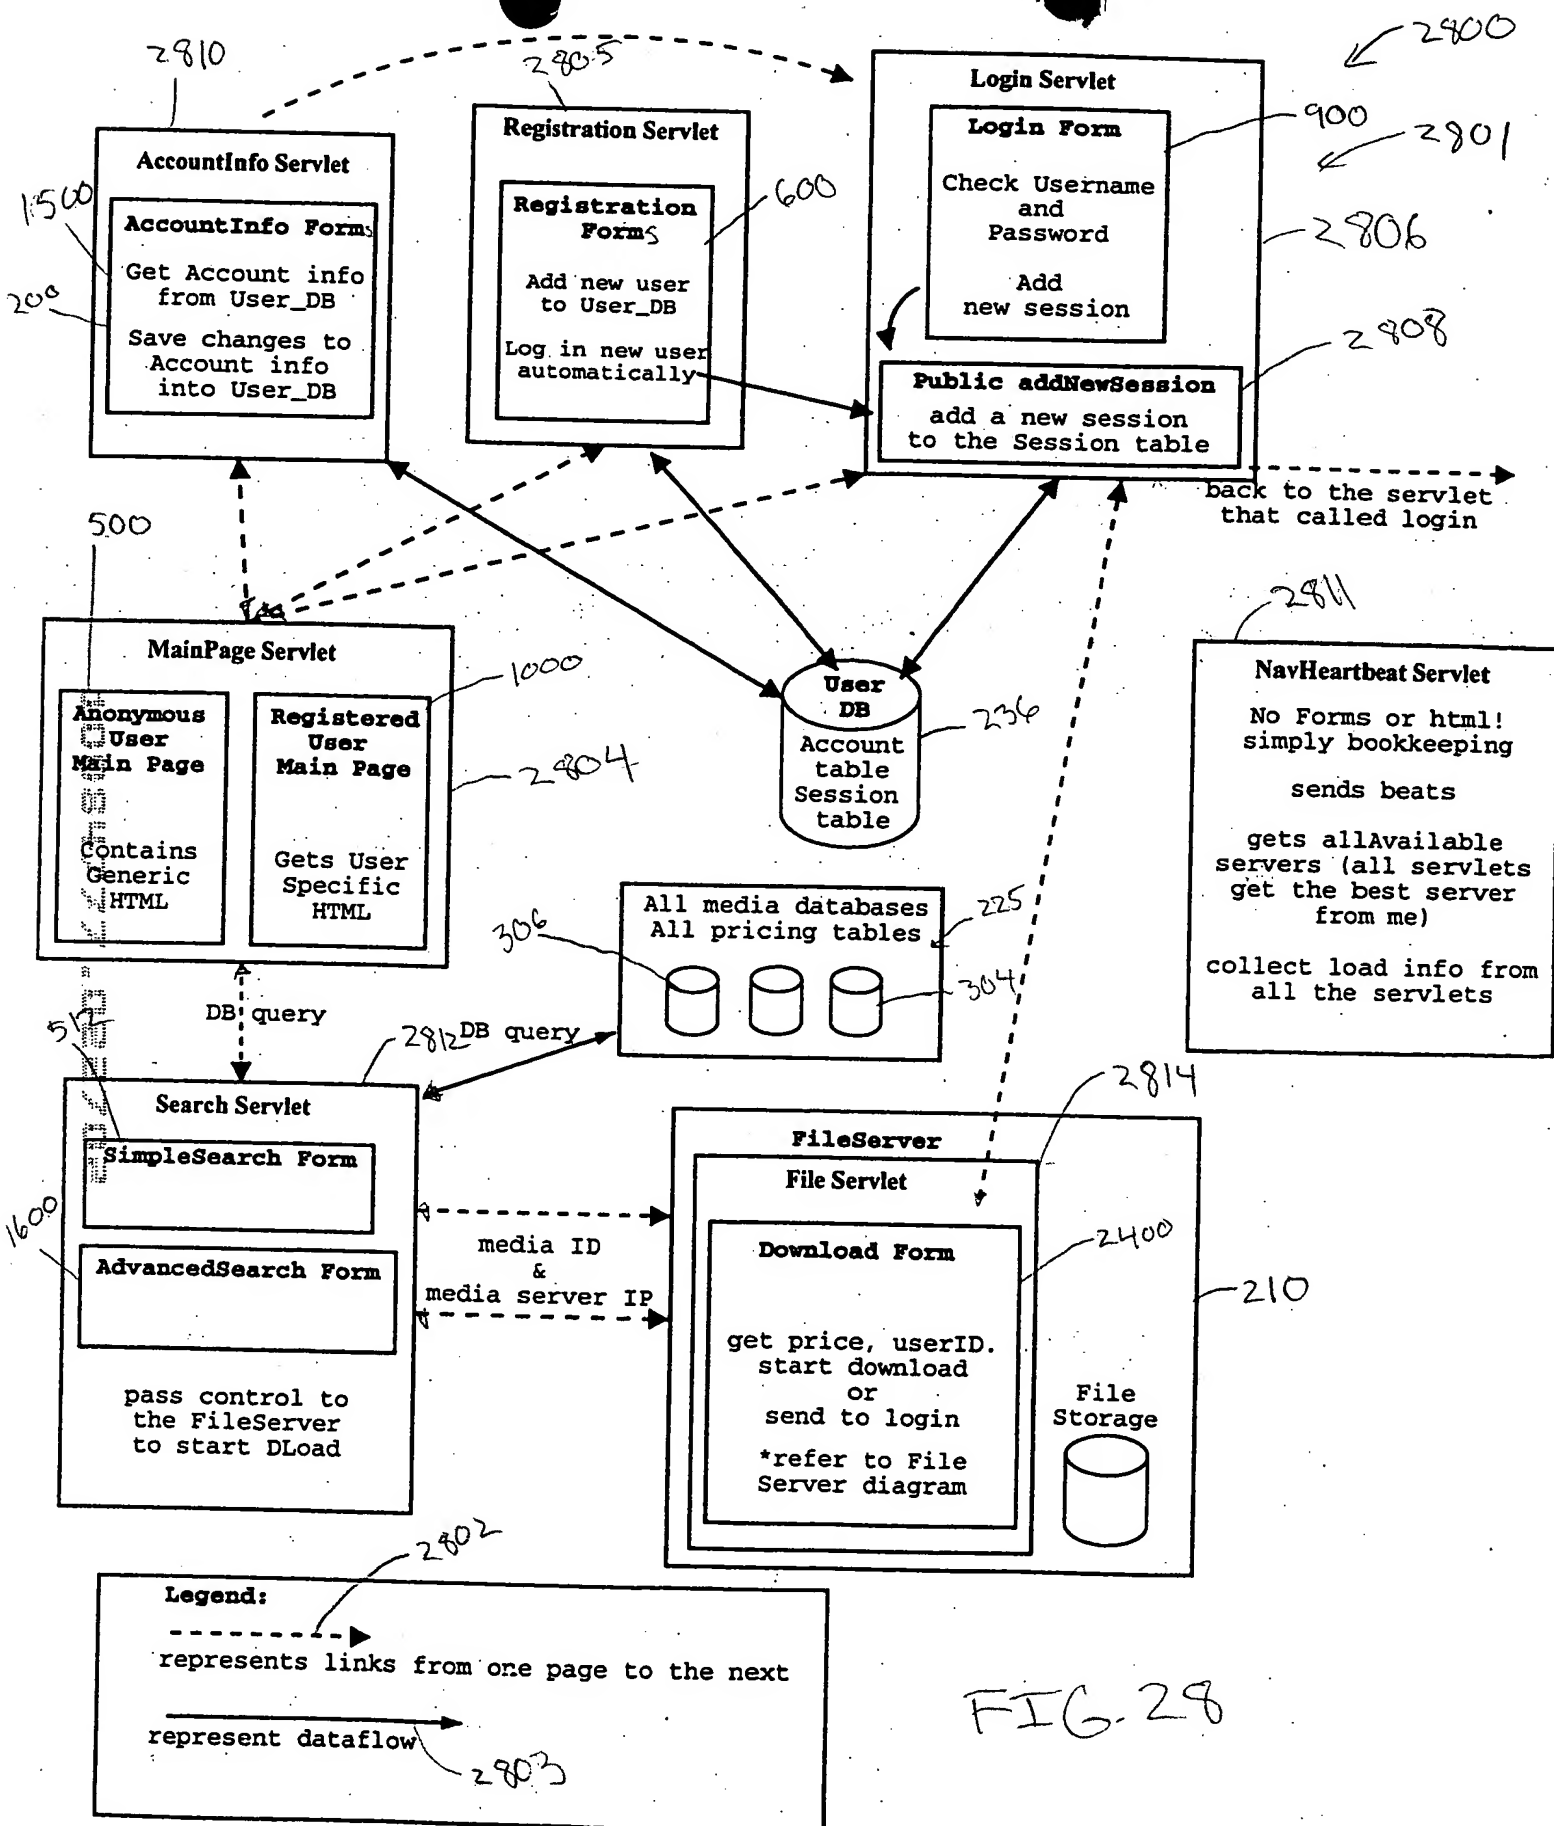 2810
2805
2800
Login Servlet
900
2801
Login Form
Check Username
and
Password
Add
new session
2806
2808
Public addNewSession
add a new session
to the Session table
back to the servlet
that called login
Registration Servlet
600
Registration
Forms
Add new user
to User_DB
Log in new user
automatically
AccountInfo Servlet
1500
AccountInfo Forms
Get Account info
from User_DB
200
Save changes to
Account info
into User_DB
500
MainPage Servlet
1000
Anonymous
User
Main Page
Contains
Generic
HTML
Registered
User
Main Page
Gets User
Specific
HTML
2804
User
DB
Account
table
Session
table
236
2811
NavHeartbeat Servlet
No Forms or html!
simply bookkeeping
sends beats
gets allAvailable
servers (all servlets
get the best server
from me)
collect load info from
all the servlets
All media databases
All pricing tables
225
306
304
DB query
512
2812
DB query
Search Servlet
SimpleSearch Form
1600
AdvancedSearch Form
pass control to
the FileServer
to start DLoad
media ID
&
media server IP
2814
FileServer
File Servlet
Download Form
2400
get price, userID.
start download
or
send to login
*refer to File
Server diagram
File
Storage
210
2802
Legend:
represents links from one page to the next
represent dataflow
2803
FIG. 28